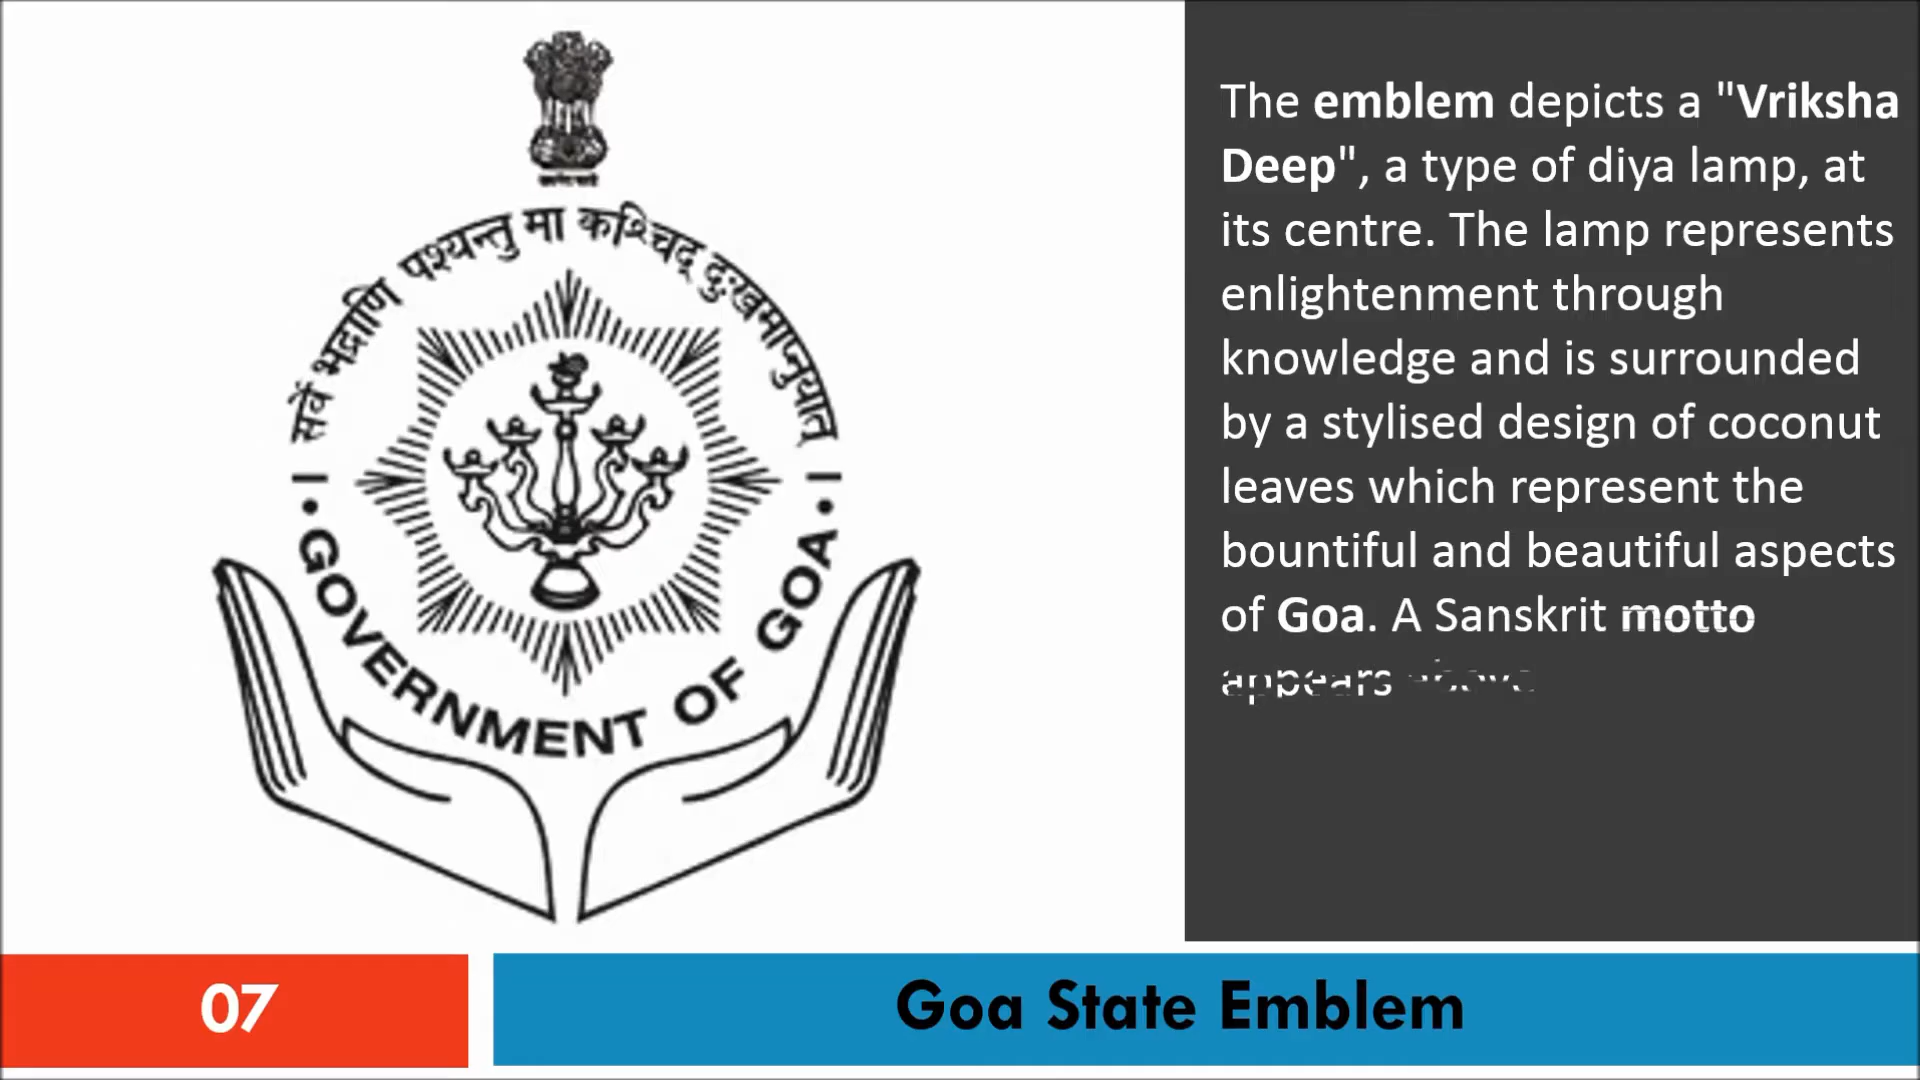 सर्वे भद्राणि पश्यन्तु मा कश्चिद् दुःखमाप्नुयात्
GOVERNMENT OF GOA
The emblem depicts a "Vriksha
Deep", a type of diya lamp, at
its centre. The lamp represents
enlightenment through
knowledge and is surrounded
by a stylised design of coconut
leaves which represent the
bountiful and beautiful aspects
of Goa. A Sanskrit motto
appears above
07
Goa State Emblem